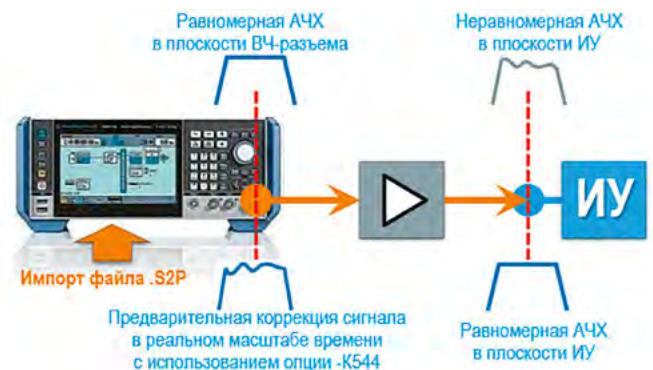 Равномерная АЧХ
в плоскости ВЧ-разъема
Неравномерная АЧХ
в плоскости ИУ
ИУ
Импорт файла .S2P
Предварительная коррекция сигнала
в реальном масштабе времени
с использованием опции -K544
Равномерная АЧХ
в плоскости ИУ